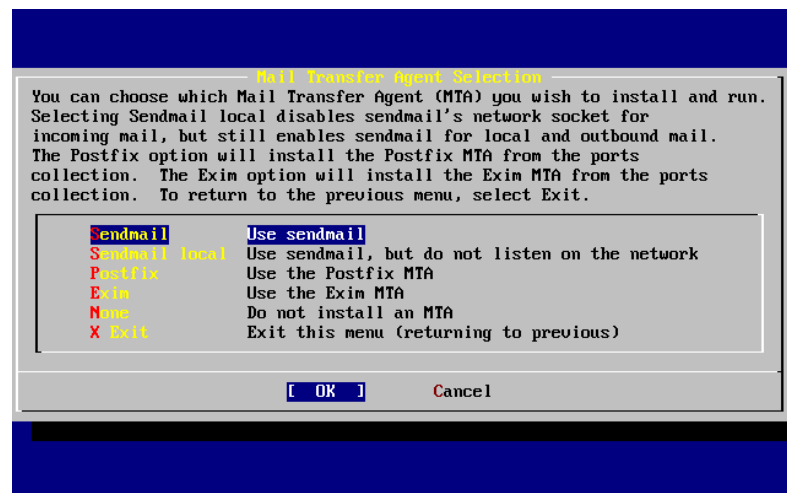 Mail Transfer Agent Selection
You can choose which Mail Transfer Agent (MTA) you wish to install and run.
Selecting Sendmail local disables sendmail's network socket for
incoming mail, but still enables sendmail for local and outbound mail.
The Postfix option will install the Postfix MTA from the ports
collection.  The Exim option will install the Exim MTA from the ports
collection.  To return to the previous menu, select Exit.
Sendmail Use sendmail
Sendmail local Use sendmail, but do not listen on the network
Postfix Use the Postfix MTA
Exim Use the Exim MTA
None Do not install an MTA
X Exit Exit this menu (returning to previous)
[ OK ] Cancel